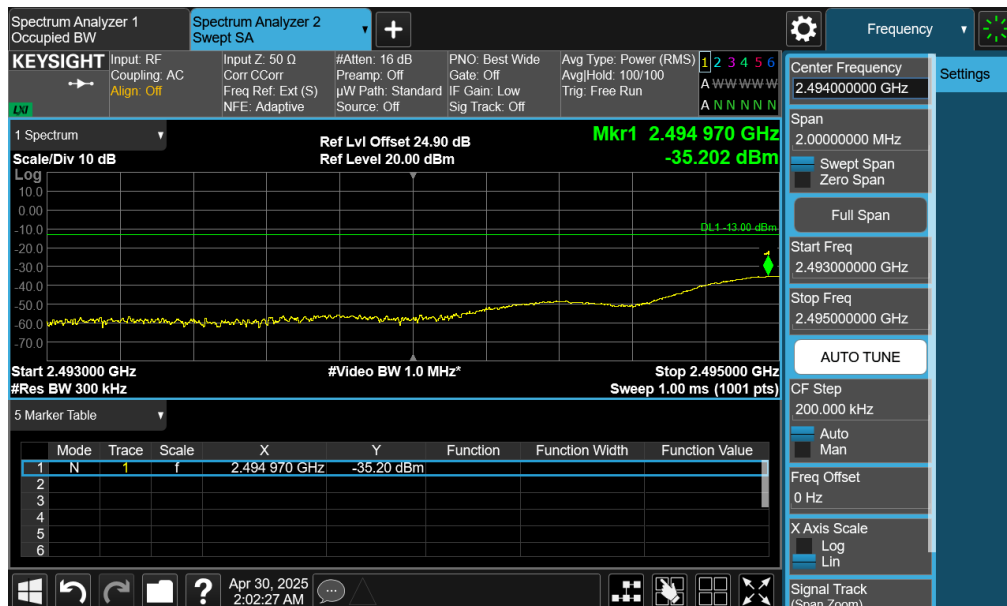 Spectrum Analyzer 1
Occupied BW
Spectrum Analyzer 2
Swept SA
Frequency
KEYSIGHT
LXI
Input: RF
Coupling: AC
Align: Off
Input Z: 50 Ω
Corr CCorr
Freq Ref: Ext (S)
NFE: Adaptive
#Atten: 16 dB
Preamp: Off
µW Path: Standard
Source: Off
PNO: Best Wide
Gate: Off
IF Gain: Low
Sig Track: Off
Avg Type: Power (RMS)
Avg|Hold: 100/100
Trig: Free Run
1 2 3 4 5 6
A W W W W W
A N N N N N
1 Spectrum
Scale/Div 10 dB
Ref Lvl Offset 24.90 dB
Ref Level 20.00 dBm
Mkr1 2.494 970 GHz
-35.202 dBm
Log
10.0
0.00
-10.0
-20.0
-30.0
-40.0
-50.0
-60.0
-70.0
DL1 -13.00 dBm
1
Start 2.493000 GHz
#Res BW 300 kHz
#Video BW 1.0 MHz*
Stop 2.495000 GHz
Sweep 1.00 ms (1001 pts)
5 Marker Table
Mode Trace Scale X Y Function Function Width Function Value
1 N 1 f 2.494 970 GHz -35.20 dBm
2
3
4
5
6
Apr 30, 2025
2:02:27 AM
Center Frequency
2.494000000 GHz
Settings
Span
2.00000000 MHz
Swept Span
Zero Span
Full Span
Start Freq
2.493000000 GHz
Stop Freq
2.495000000 GHz
AUTO TUNE
CF Step
200.000 kHz
Auto
Man
Freq Offset
0 Hz
X Axis Scale
Log
Lin
Signal Track
(Span Zoom)